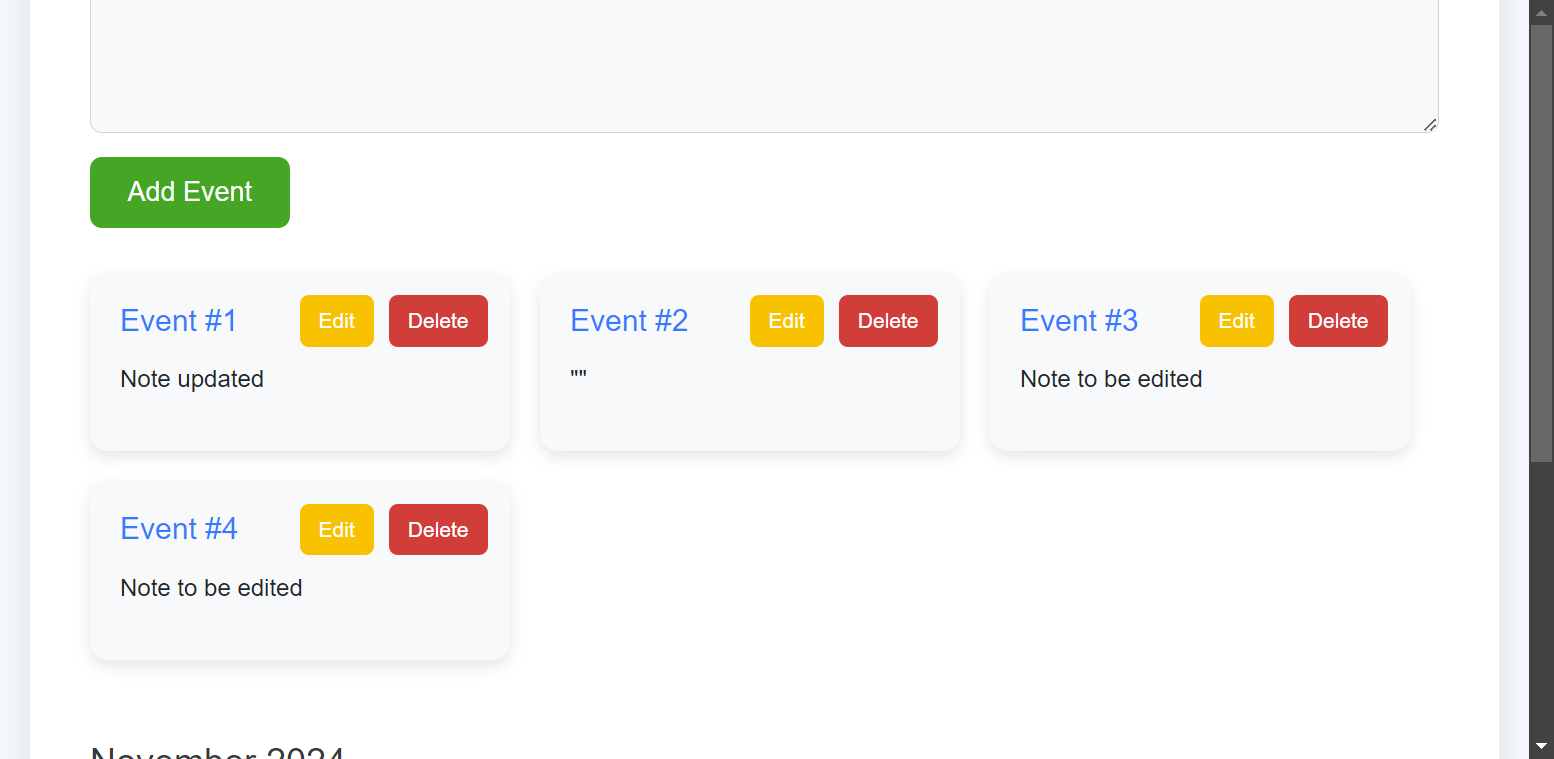 Add Event
Event #1 Edit Delete
Note updated
Event #2 Edit Delete
""
Event #3 Edit Delete
Note to be edited
Event #4 Edit Delete
Note to be edited
November 2024